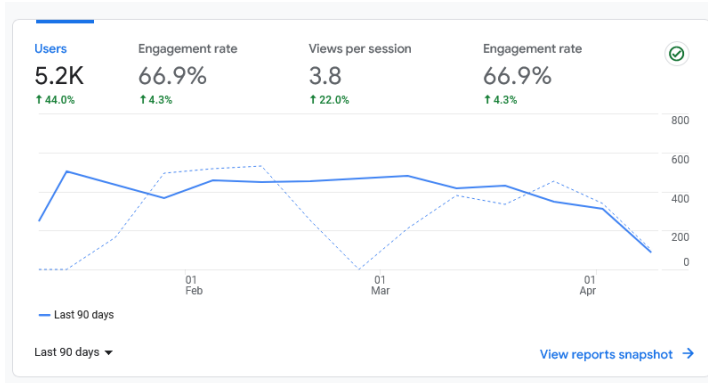 Users Engagement rate Views per session Engagement rate
5.2K 66.9% 3.8 66.9%
↑ 44.0% ↑ 4.3% ↑ 22.0% ↑ 4.3%
800
600
400
200
0
01 01 01
Feb Mar Apr
Last 90 days
Last 90 days View reports snapshot